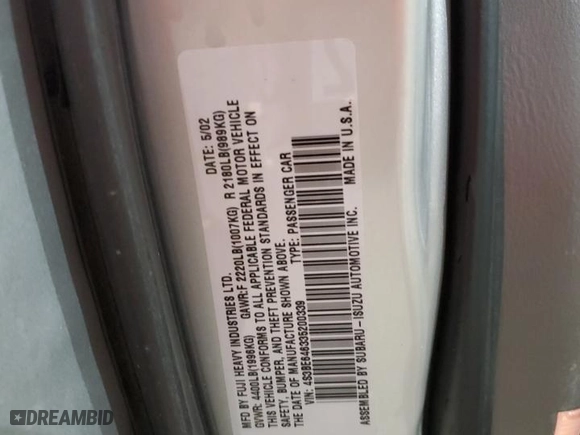 MFD BY FUJI HEAVY INDUSTRIES LTD. DATE: 5/02
GVWR: 4400LB(1996KG) GAWR:F 2220LB(1007KG) R 2180LB(989KG)
THIS VEHICLE CONFORMS TO ALL APPLICABLE FEDERAL MOTOR VEHICLE
SAFETY, BUMPER, AND THEFT PREVENTION STANDARDS IN EFFECT ON
THE DATE OF MANUFACTURE SHOWN ABOVE.
VIN: 4S3BE646335200339 TYPE: PASSENGER CAR
ASSEMBLED BY SUBARU-ISUZU AUTOMOTIVE INC. MADE IN U.S.A.
DREAMBID